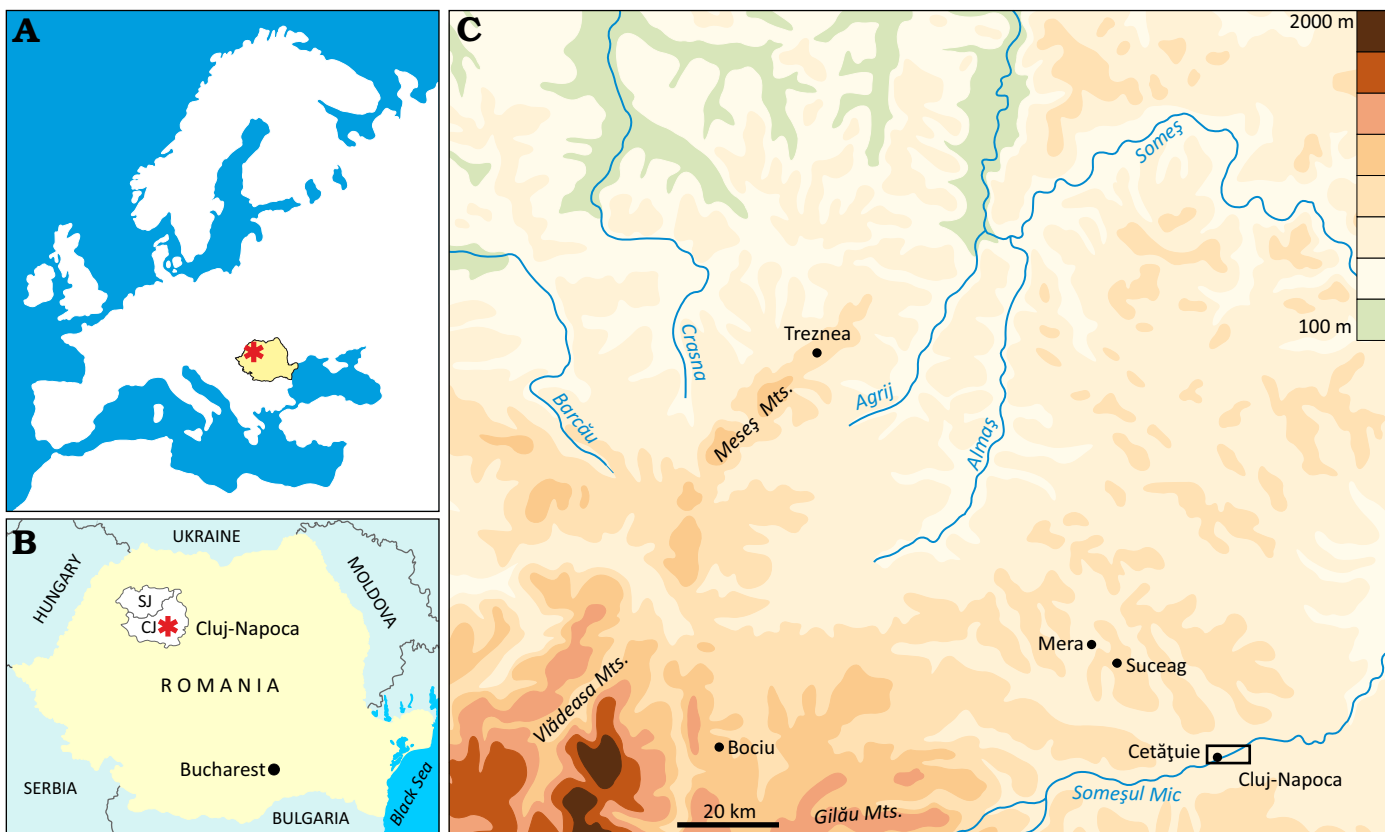 A
B
UKRAINE
HUNGARY
MOLDOVA
SJ
CJ
Cluj-Napoca
ROMANIA
Bucharest
SERBIA
BULGARIA
Black Sea
C
2000 m
100 m
Someş
Crasna
Treznea
Barcău
Meseş Mts.
Agrij
Almaş
Mera
Suceag
Vlădeasa Mts.
Bociu
Cetăţuie
Cluj-Napoca
Someşul Mic
20 km
Gilău Mts.